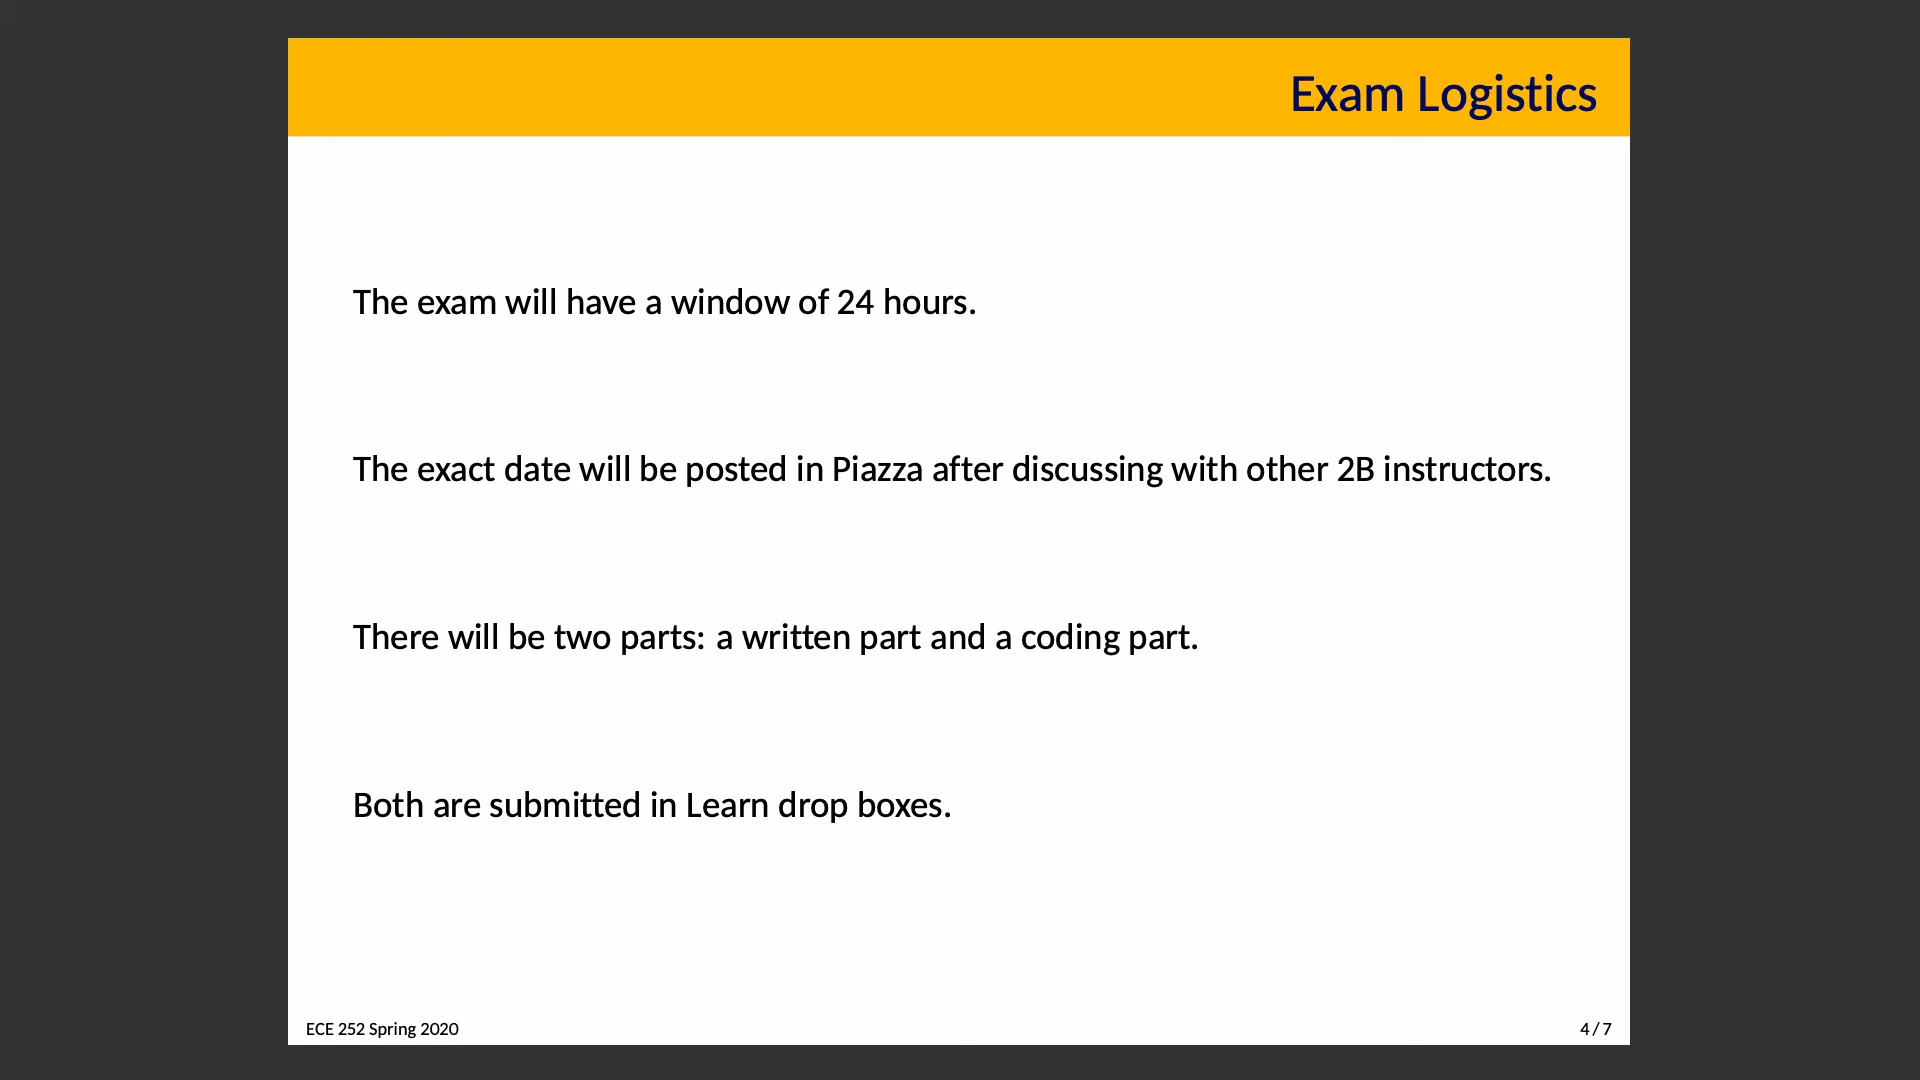 Exam Logistics
The exam will have a window of 24 hours.
The exact date will be posted in Piazza after discussing with other 2B instructors.
There will be two parts: a written part and a coding part.
Both are submitted in Learn drop boxes.
ECE 252 Spring 2020
4 / 7